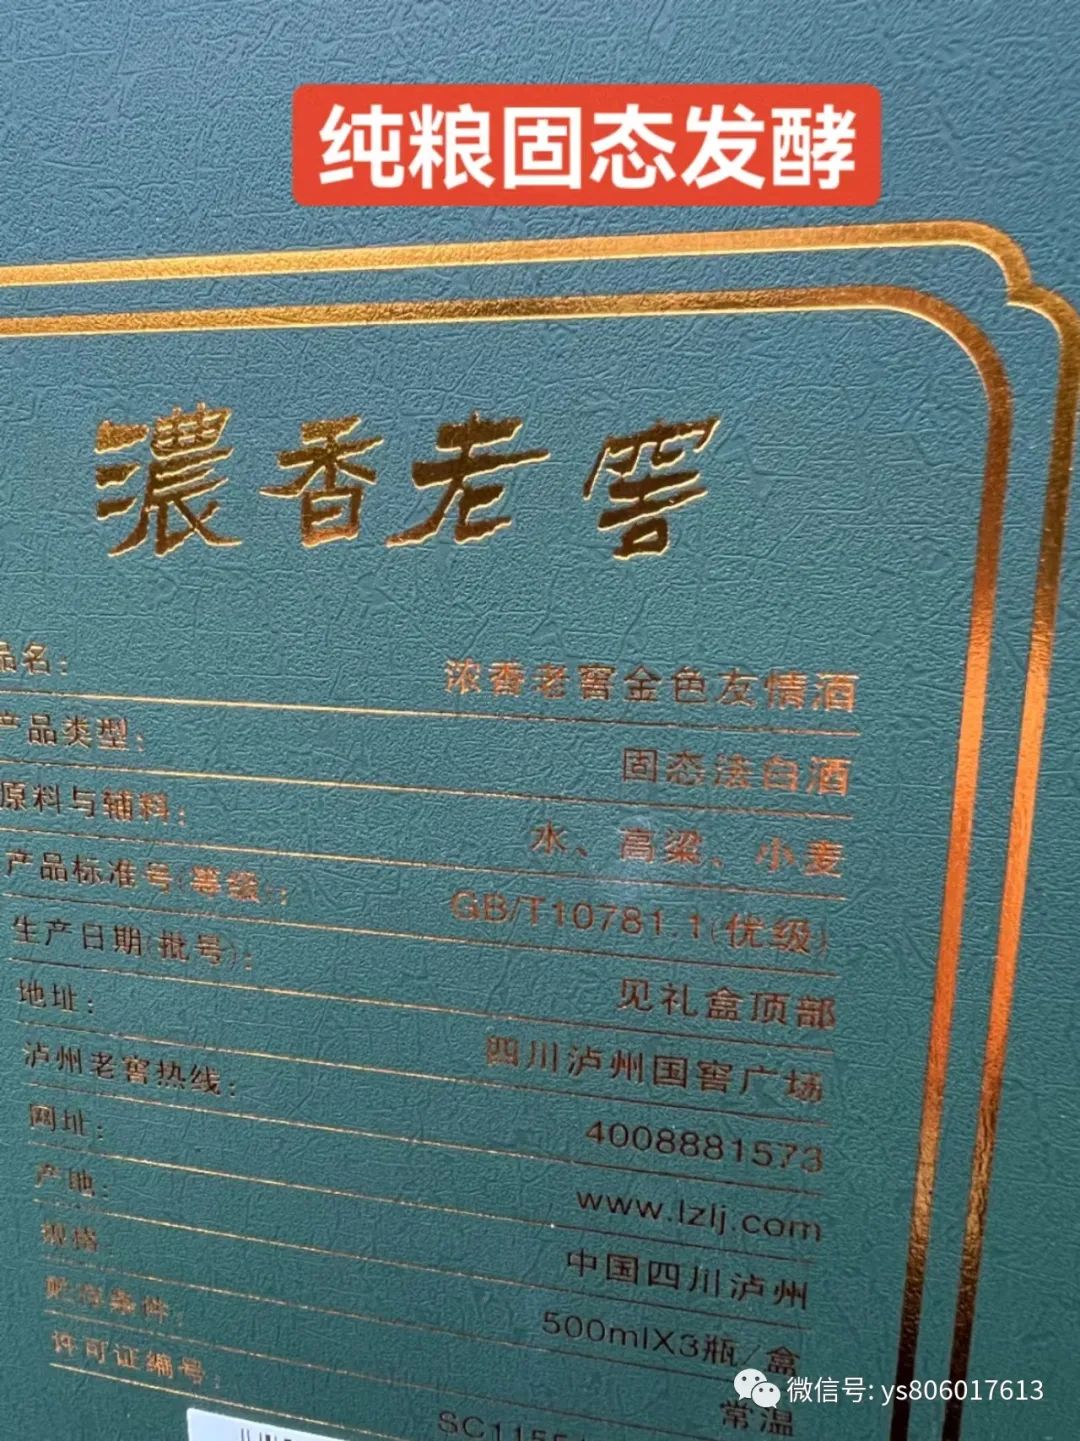 纯粮固态发酵
濃香老窖
品名: 浓香老窖金色友情酒
产品类型: 固态法白酒
原料与辅料: 水、高粱、小麦
产品标准号(等级): GB/T10781.1(优级)
生产日期(批号): 见礼盒顶部
地址: 四川泸州国窖广场
泸州老窖热线: 4008881573
网址: www.lzlj.com
产地: 中国四川泸州
规格: 500mlX3瓶/盒
贮存条件: 常温
许可证编号: SC1155
微信号: ys806017613